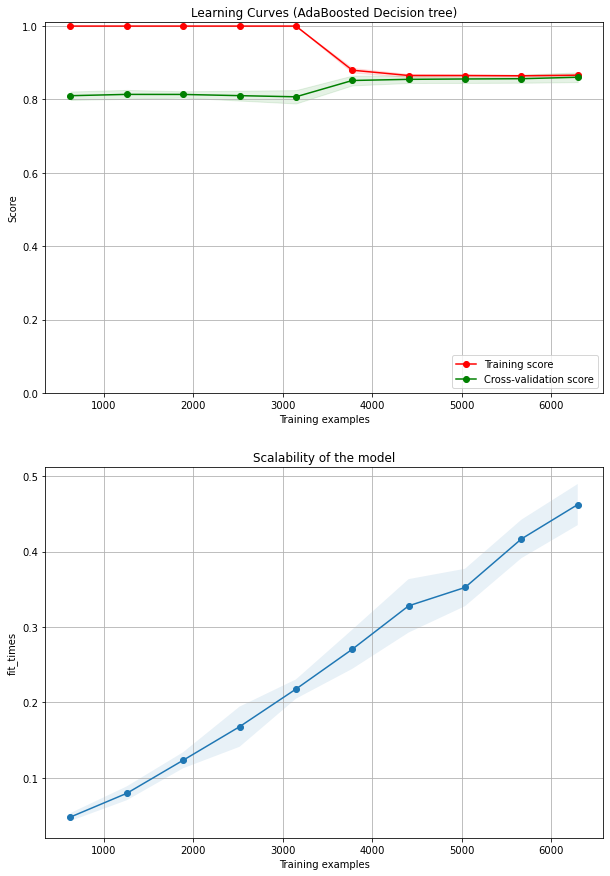 Learning Curves (AdaBoosted Decision tree)
1.0
0.8
0.6
0.4
0.2
0.0
Score
Training score
Cross-validation score
1000 2000 3000 4000 5000 6000
Training examples
Scalability of the model
0.5
0.4
0.3
0.2
0.1
fit_times
1000 2000 3000 4000 5000 6000
Training examples